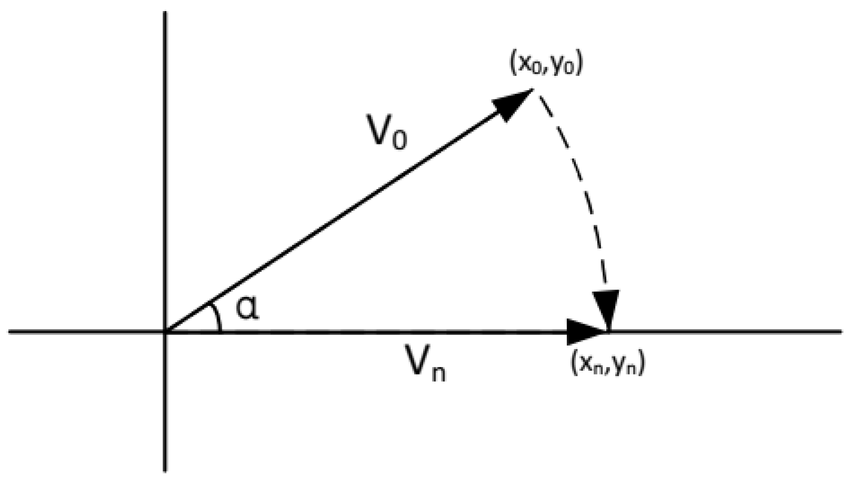 (x₀,y₀)
V₀
α
Vₙ
(xₙ,yₙ)